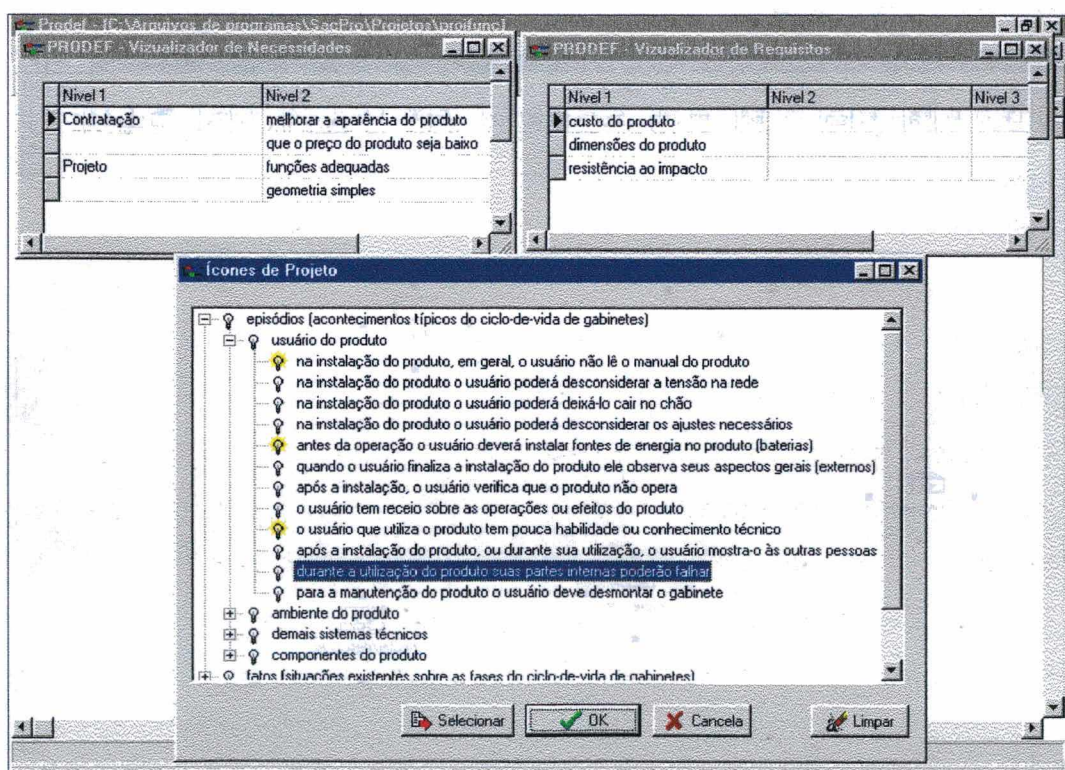 Prodef - [C:\Arquivos de programas\SacPro\Projetos\projfunc]
PRODEF - Vizualizador de Necessidades
Nivel 1 Nivel 2
Contratação melhorar a aparência do produto
que o preço do produto seja baixo
Projeto funções adequadas
geometria simples
PRODEF - Vizualizador de Requisitos
Nivel 1 Nivel 2 Nivel 3
custo do produto
dimensões do produto
resistência ao impacto
Ícones de Projeto
episódios (acontecimentos típicos do ciclo-de-vida de gabinetes)
usuário do produto
na instalação do produto, em geral, o usuário não lê o manual do produto
na instalação do produto o usuário poderá desconsiderar a tensão na rede
na instalação do produto o usuário poderá deixá-lo cair no chão
na instalação do produto o usuário poderá desconsiderar os ajustes necessários
antes da operação o usuário deverá instalar fontes de energia no produto (baterias)
quando o usuário finaliza a instalação do produto ele observa seus aspectos gerais (externos)
após a instalação, o usuário verifica que o produto não opera
o usuário tem receio sobre as operações ou efeitos do produto
o usuário que utiliza o produto tem pouca habilidade ou conhecimento técnico
após a instalação do produto, ou durante sua utilização, o usuário mostra-o às outras pessoas
durante a utilização do produto suas partes internas poderão falhar
para a manutenção do produto o usuário deve desmontar o gabinete
ambiente do produto
demais sistemas técnicos
componentes do produto
fatos (situações existentes sobre as fases do ciclo-de-vida de gabinetes)
Selecionar OK Cancela Limpar